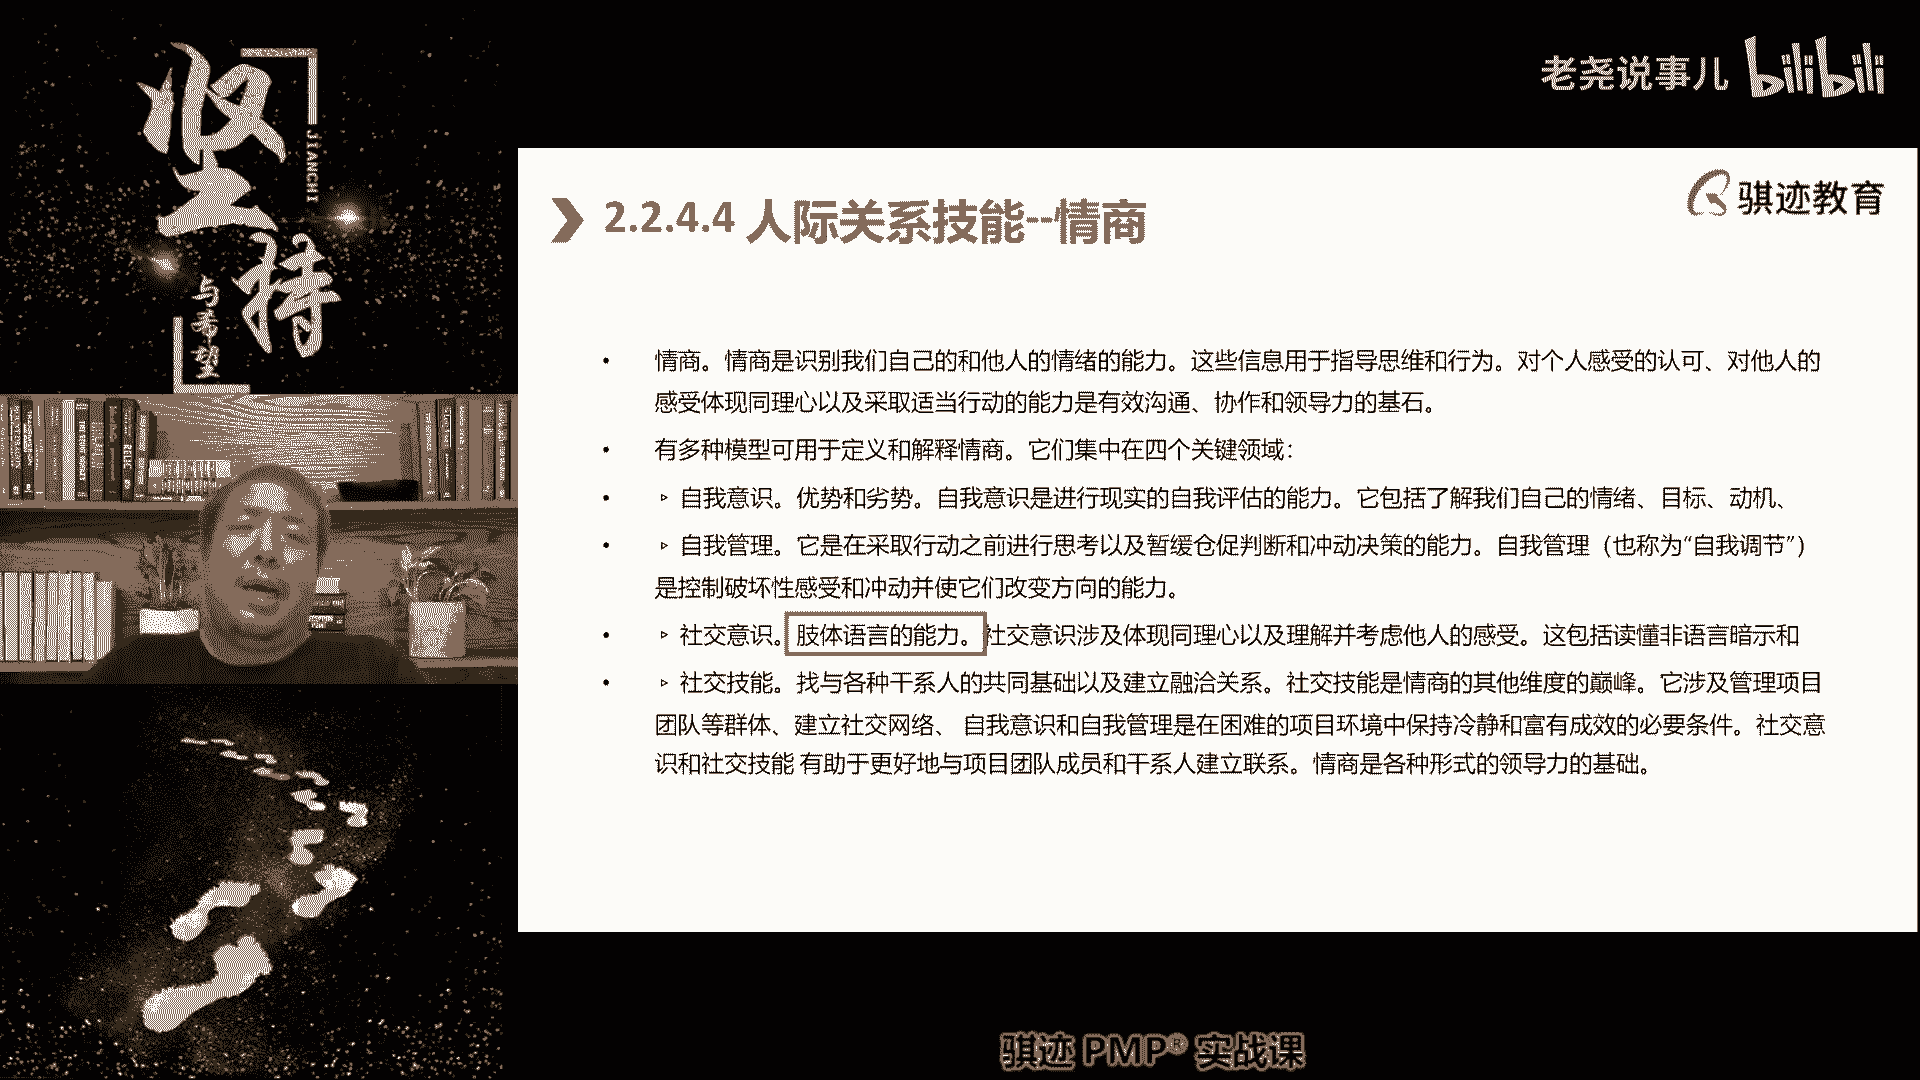 坚持
JIANCHI
与希望
老尧说事儿 bilibili
骐迹教育
2.2.4.4 人际关系技能--情商
• 情商。情商是识别我们自己的和他人的情绪的能力。这些信息用于指导思维和行为。对个人感受的认可、对他人的
感受体现同理心以及采取适当行动的能力是有效沟通、协作和领导力的基石。
• 有多种模型可用于定义和解释情商。它们集中在四个关键领域：
• ▹ 自我意识。优势和劣势。自我意识是进行现实的自我评估的能力。它包括了解我们自己的情绪、目标、动机、
• ▹ 自我管理。它是在采取行动之前进行思考以及暂缓仓促判断和冲动决策的能力。自我管理（也称为“自我调节”）
是控制破坏性感受和冲动并使它们改变方向的能力。
• ▹ 社交意识。肢体语言的能力。社交意识涉及体现同理心以及理解并考虑他人的感受。这包括读懂非语言暗示和
• ▹ 社交技能。找与各种干系人的共同基础以及建立融洽关系。社交技能是情商的其他维度的巅峰。它涉及管理项目
团队等群体、建立社交网络、 自我意识和自我管理是在困难的项目环境中保持冷静和富有成效的必要条件。社交意
识和社交技能 有助于更好地与项目团队成员和干系人建立联系。情商是各种形式的领导力的基础。
骐迹 PMP® 实战课